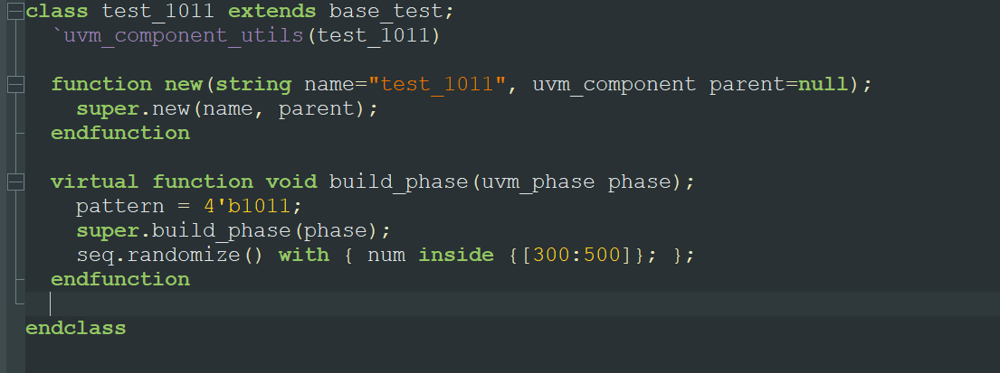 class test_1011 extends base_test;
  `uvm_component_utils(test_1011)
  function new(string name="test_1011", uvm_component parent=null);
    super.new(name, parent);
  endfunction
  virtual function void build_phase(uvm_phase phase);
    pattern = 4'b1011;
    super.build_phase(phase);
    seq.randomize() with { num inside {[300:500]}; };
  endfunction
endclass